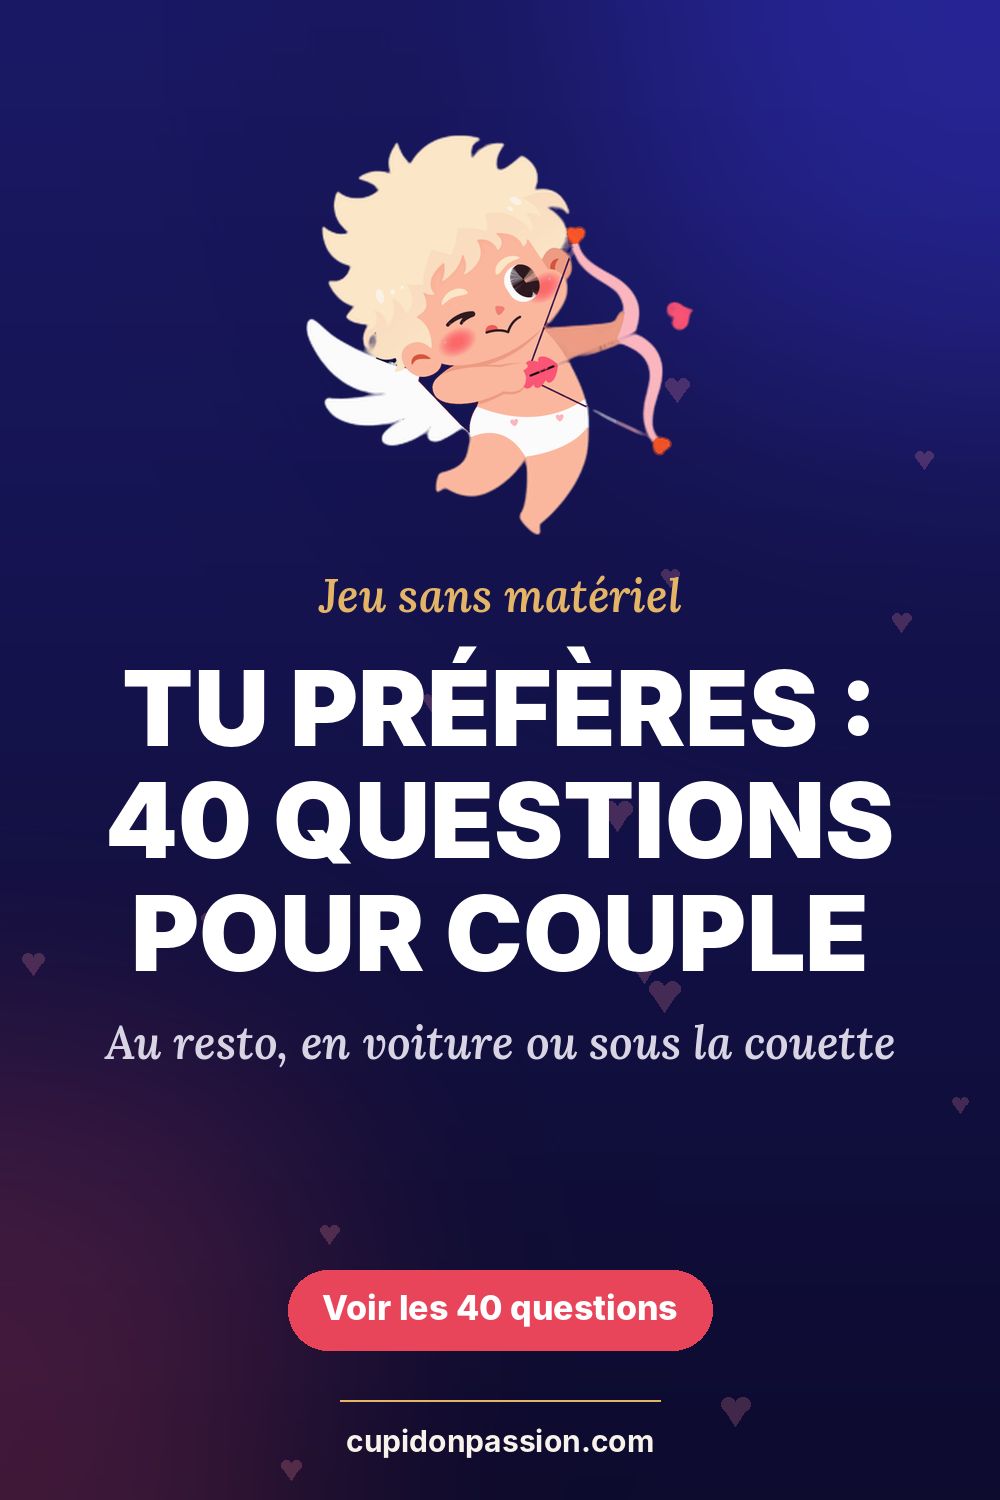 Jeu sans matériel
TU PRÉFÈRES :
40 QUESTIONS
POUR COUPLE
Au resto, en voiture ou sous la couette
Voir les 40 questions
cupidonpassion.com